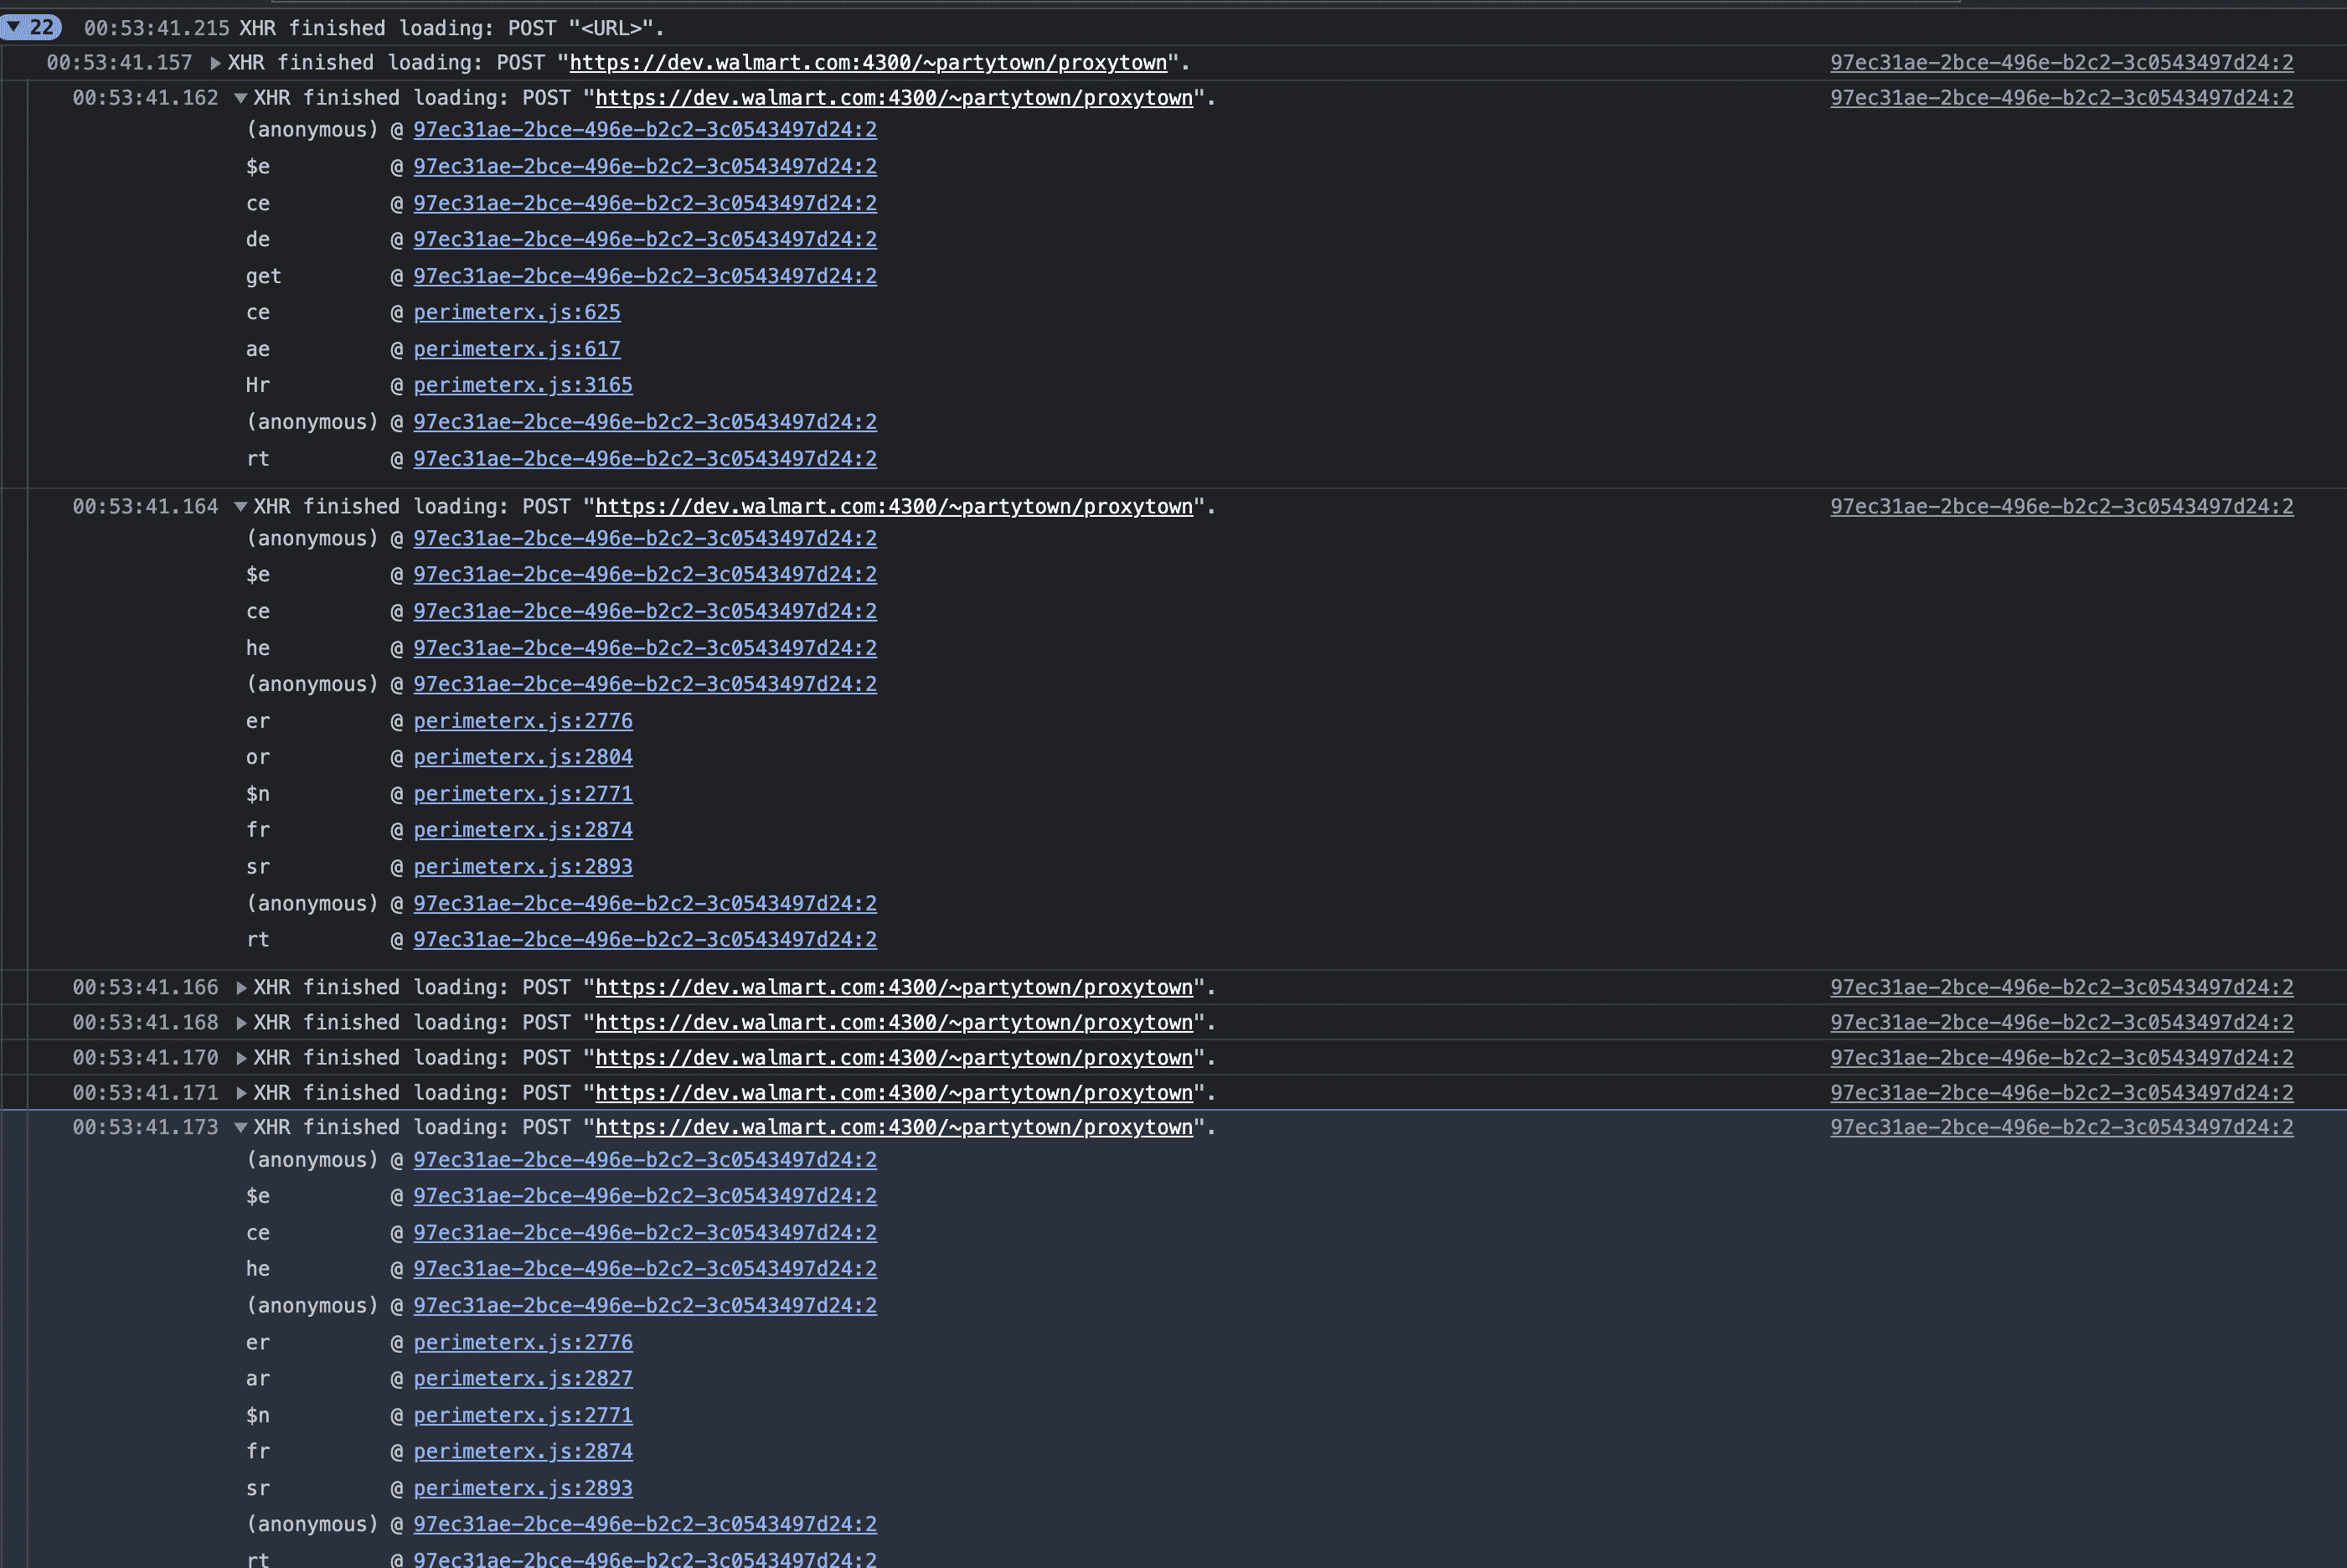 22 00:53:41.215 XHR finished loading: POST "<URL>".
00:53:41.157 XHR finished loading: POST "https://dev.walmart.com:4300/~partytown/proxytown". 97ec31ae-2bce-496e-b2c2-3c0543497d24:2
00:53:41.162 XHR finished loading: POST "https://dev.walmart.com:4300/~partytown/proxytown". 97ec31ae-2bce-496e-b2c2-3c0543497d24:2
(anonymous) @ 97ec31ae-2bce-496e-b2c2-3c0543497d24:2
$e @ 97ec31ae-2bce-496e-b2c2-3c0543497d24:2
ce @ 97ec31ae-2bce-496e-b2c2-3c0543497d24:2
de @ 97ec31ae-2bce-496e-b2c2-3c0543497d24:2
get @ 97ec31ae-2bce-496e-b2c2-3c0543497d24:2
ce @ perimeterx.js:625
ae @ perimeterx.js:617
Hr @ perimeterx.js:3165
(anonymous) @ 97ec31ae-2bce-496e-b2c2-3c0543497d24:2
rt @ 97ec31ae-2bce-496e-b2c2-3c0543497d24:2
00:53:41.164 XHR finished loading: POST "https://dev.walmart.com:4300/~partytown/proxytown". 97ec31ae-2bce-496e-b2c2-3c0543497d24:2
(anonymous) @ 97ec31ae-2bce-496e-b2c2-3c0543497d24:2
$e @ 97ec31ae-2bce-496e-b2c2-3c0543497d24:2
ce @ 97ec31ae-2bce-496e-b2c2-3c0543497d24:2
he @ 97ec31ae-2bce-496e-b2c2-3c0543497d24:2
(anonymous) @ 97ec31ae-2bce-496e-b2c2-3c0543497d24:2
er @ perimeterx.js:2776
or @ perimeterx.js:2804
$n @ perimeterx.js:2771
fr @ perimeterx.js:2874
sr @ perimeterx.js:2893
(anonymous) @ 97ec31ae-2bce-496e-b2c2-3c0543497d24:2
rt @ 97ec31ae-2bce-496e-b2c2-3c0543497d24:2
00:53:41.166 XHR finished loading: POST "https://dev.walmart.com:4300/~partytown/proxytown". 97ec31ae-2bce-496e-b2c2-3c0543497d24:2
00:53:41.168 XHR finished loading: POST "https://dev.walmart.com:4300/~partytown/proxytown". 97ec31ae-2bce-496e-b2c2-3c0543497d24:2
00:53:41.170 XHR finished loading: POST "https://dev.walmart.com:4300/~partytown/proxytown". 97ec31ae-2bce-496e-b2c2-3c0543497d24:2
00:53:41.171 XHR finished loading: POST "https://dev.walmart.com:4300/~partytown/proxytown". 97ec31ae-2bce-496e-b2c2-3c0543497d24:2
00:53:41.173 XHR finished loading: POST "https://dev.walmart.com:4300/~partytown/proxytown". 97ec31ae-2bce-496e-b2c2-3c0543497d24:2
(anonymous) @ 97ec31ae-2bce-496e-b2c2-3c0543497d24:2
$e @ 97ec31ae-2bce-496e-b2c2-3c0543497d24:2
ce @ 97ec31ae-2bce-496e-b2c2-3c0543497d24:2
he @ 97ec31ae-2bce-496e-b2c2-3c0543497d24:2
(anonymous) @ 97ec31ae-2bce-496e-b2c2-3c0543497d24:2
er @ perimeterx.js:2776
ar @ perimeterx.js:2827
$n @ perimeterx.js:2771
fr @ perimeterx.js:2874
sr @ perimeterx.js:2893
(anonymous) @ 97ec31ae-2bce-496e-b2c2-3c0543497d24:2
rt @ 97ec31ae-2bce-496e-b2c2-3c0543497d24:2